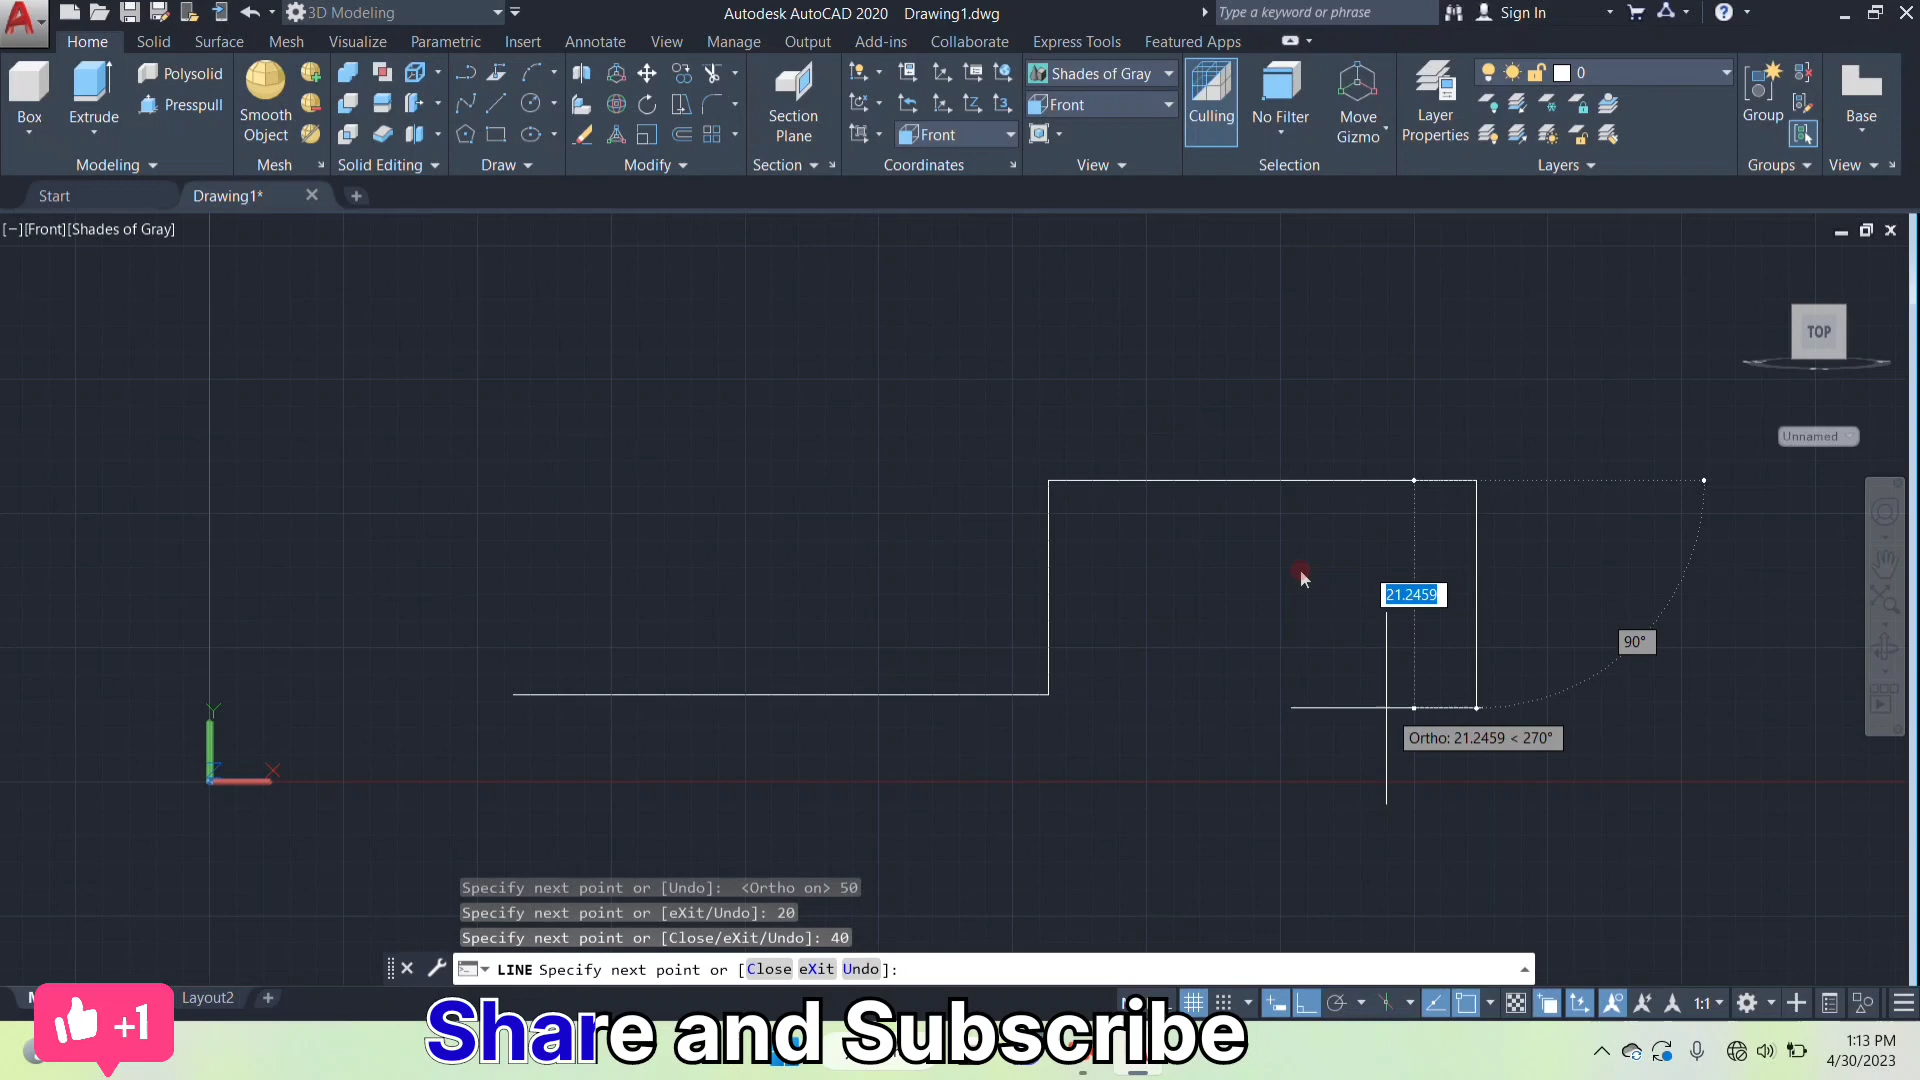 3D Modeling
Autodesk AutoCAD 2020 Drawing1.dwg
Type a keyword or phrase
Sign In
Home Solid Surface Mesh Visualize Parametric Insert Annotate View Manage Output Add-ins Collaborate Express Tools Featured Apps
Box
Extrude
Polysolid
Presspull
Modeling
Smooth
Object
Mesh
Solid Editing
Draw
Modify
Section
Plane
Section
Front
Coordinates
Shades of Gray
Front
View
Culling
No Filter
Move
Gizmo
Selection
Layer
Properties
0
Layers
Group
Groups
Base
View
Start
Drawing1*
[−][Front][Shades of Gray]
TOP
Unnamed
21.2459
90°
Ortho: 21.2459 < 270°
Y
X
Specify next point or [Undo]: <Ortho on> 50
Specify next point or [eXit/Undo]: 20
Specify next point or [Close/eXit/Undo]: 40
LINE Specify next point or [Close eXit Undo]:
Layout2
1:1
+1
Share and Subscribe
1:13 PM
4/30/2023